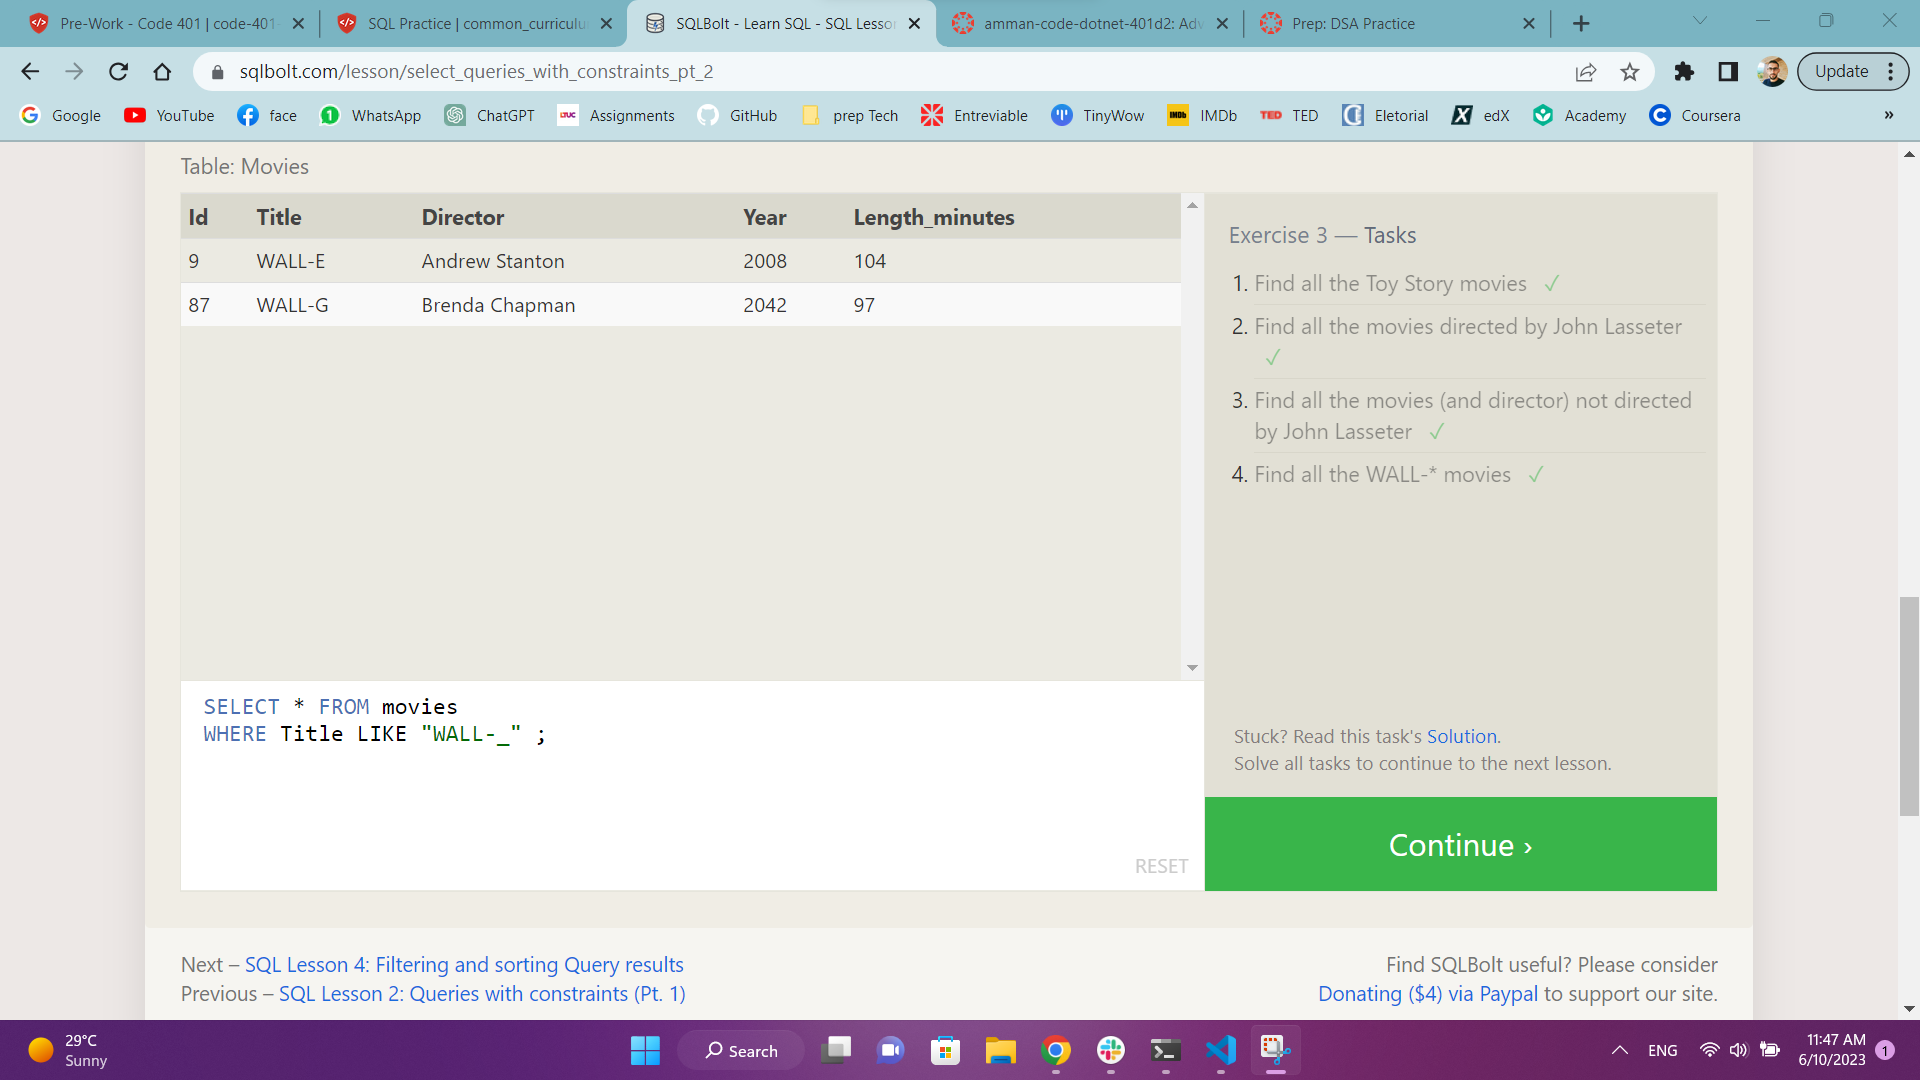 Pre-Work - Code 401 | code-401-
SQL Practice | common_curriculu
SQLBolt - Learn SQL - SQL Lesson
amman-code-dotnet-401d2: Adv
Prep: DSA Practice
sqlbolt.com/lesson/select_queries_with_constraints_pt_2
Update
Google YouTube face WhatsApp ChatGPT LTUC Assignments GitHub prep Tech Entreviable TinyWow IMDb IMDb TED TED Eletorial edX Academy Coursera »
Table: Movies
Id Title Director Year Length_minutes
9 WALL-E Andrew Stanton 2008 104
87 WALL-G Brenda Chapman 2042 97
Exercise 3 — Tasks
1. Find all the Toy Story movies ✓
2. Find all the movies directed by John Lasseter
✓
3. Find all the movies (and director) not directed
by John Lasseter ✓
4. Find all the WALL-* movies ✓
SELECT * FROM movies
WHERE Title LIKE "WALL-_" ;
RESET
Stuck? Read this task's Solution.
Solve all tasks to continue to the next lesson.
Continue ›
Next – SQL Lesson 4: Filtering and sorting Query results
Previous – SQL Lesson 2: Queries with constraints (Pt. 1)
Find SQLBolt useful? Please consider
Donating ($4) via Paypal to support our site.
29°C
Sunny
Search
ENG
11:47 AM
6/10/2023
1